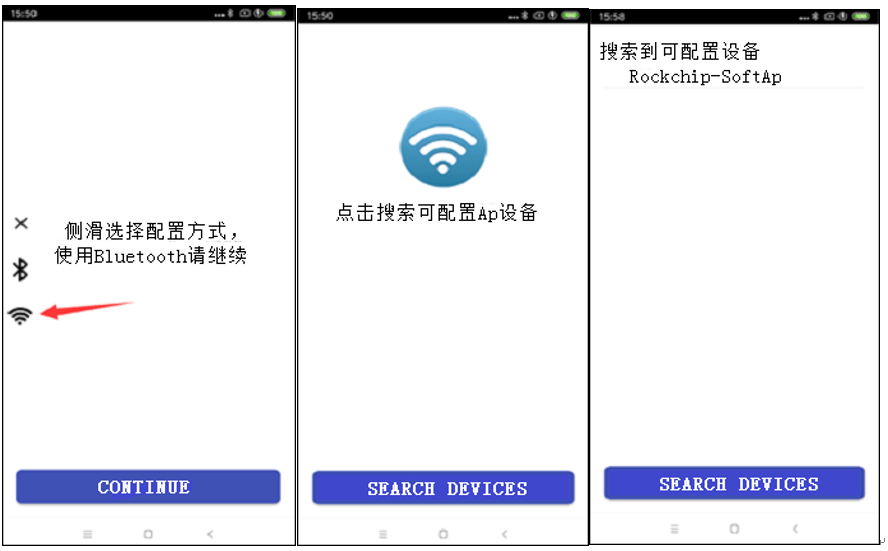 15:50
侧滑选择配置方式，
使用Bluetooth请继续
CONTINUE
15:50
点击搜索可配置Ap设备
SEARCH DEVICES
15:58
搜索到可配置设备
Rockchip-SoftAp
SEARCH DEVICES